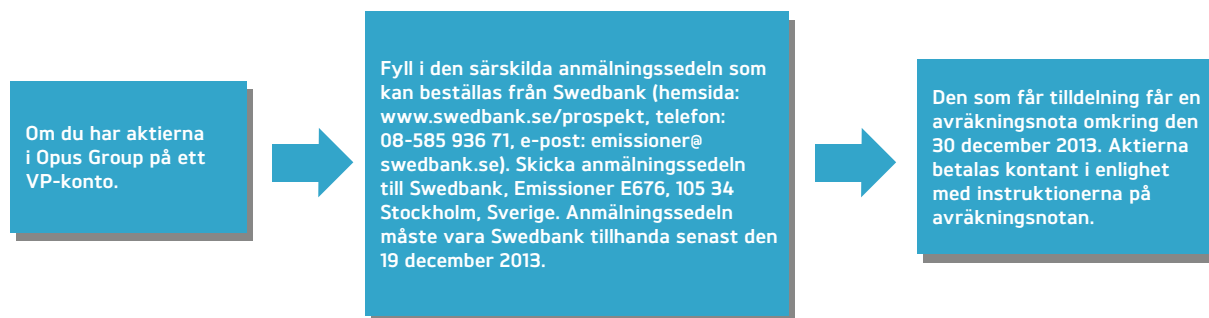 Om du har aktierna
i Opus Group på ett
VP-konto.
Fyll i den särskilda anmälningssedeln som
kan beställas från Swedbank (hemsida:
www.swedbank.se/prospekt, telefon:
08-585 936 71, e-post: emissioner@
swedbank.se). Skicka anmälningssedeln
till Swedbank, Emissioner E676, 105 34
Stockholm, Sverige. Anmälningssedeln
måste vara Swedbank tillhanda senast den
19 december 2013.
Den som får tilldelning får en
avräkningsnota omkring den
30 december 2013. Aktierna
betalas kontant i enlighet
med instruktionerna på
avräkningsnotan.